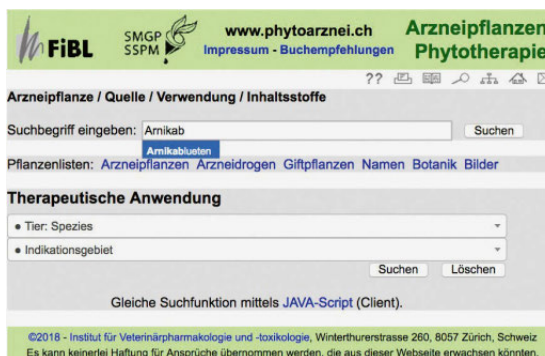 FiBL
SMGP
SSPM
www.phytoarznei.ch
Impressum - Buchempfehlungen
Arzneipflanzen
Phytotherapie
??
Arzneipflanze / Quelle / Verwendung / Inhaltsstoffe
Suchbegriff eingeben: Arnikab Suchen
Arnikablueten
Pflanzenlisten: Arzneipflanzen Arzneidrogen Giftpflanzen Namen Botanik Bilder
Therapeutische Anwendung
● Tier: Spezies
● Indikationsgebiet
Suchen Löschen
Gleiche Suchfunktion mittels JAVA-Script (Client).
©2018 - Institut für Veterinärpharmakologie und -toxikologie, Winterthurerstrasse 260, 8057 Zürich, Schweiz
Es kann keinerlei Haftung für Ansprüche übernommen werden, die aus dieser Webseite erwachsen könnten.